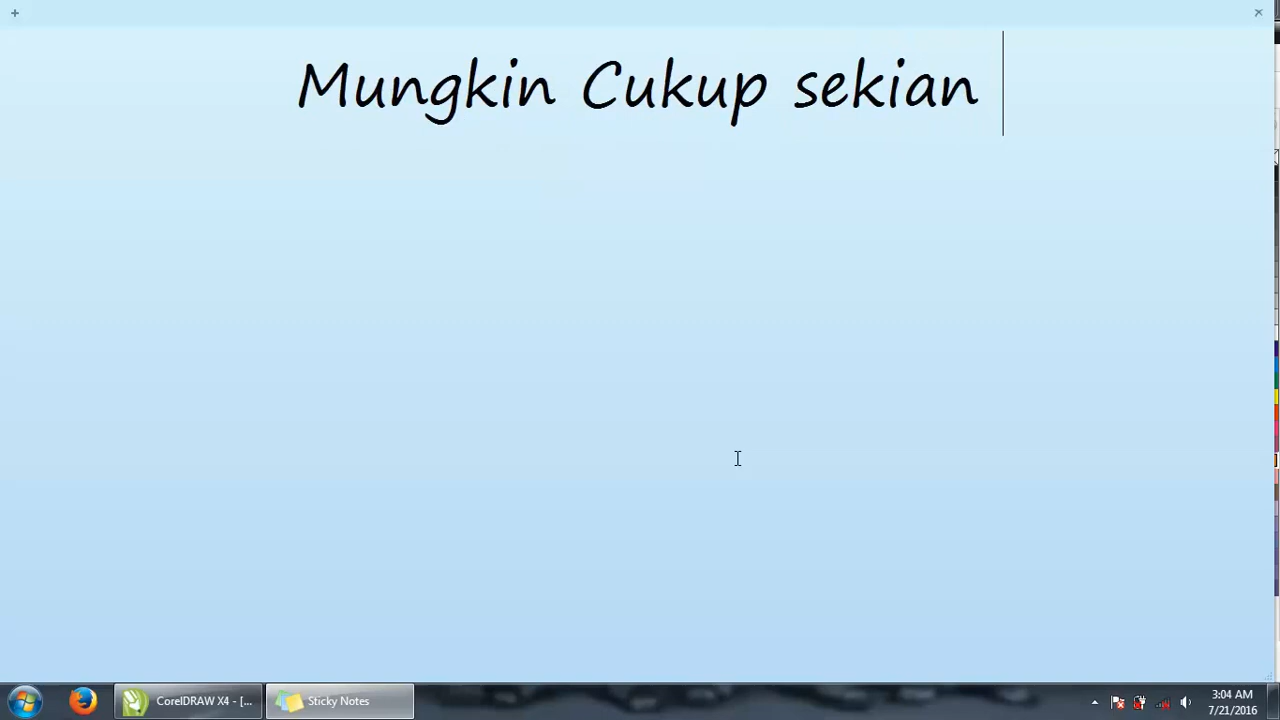 Mungkin Cukup sekian
CorelDRAW X4 - [...
Sticky Notes
3:04 AM
7/21/2016